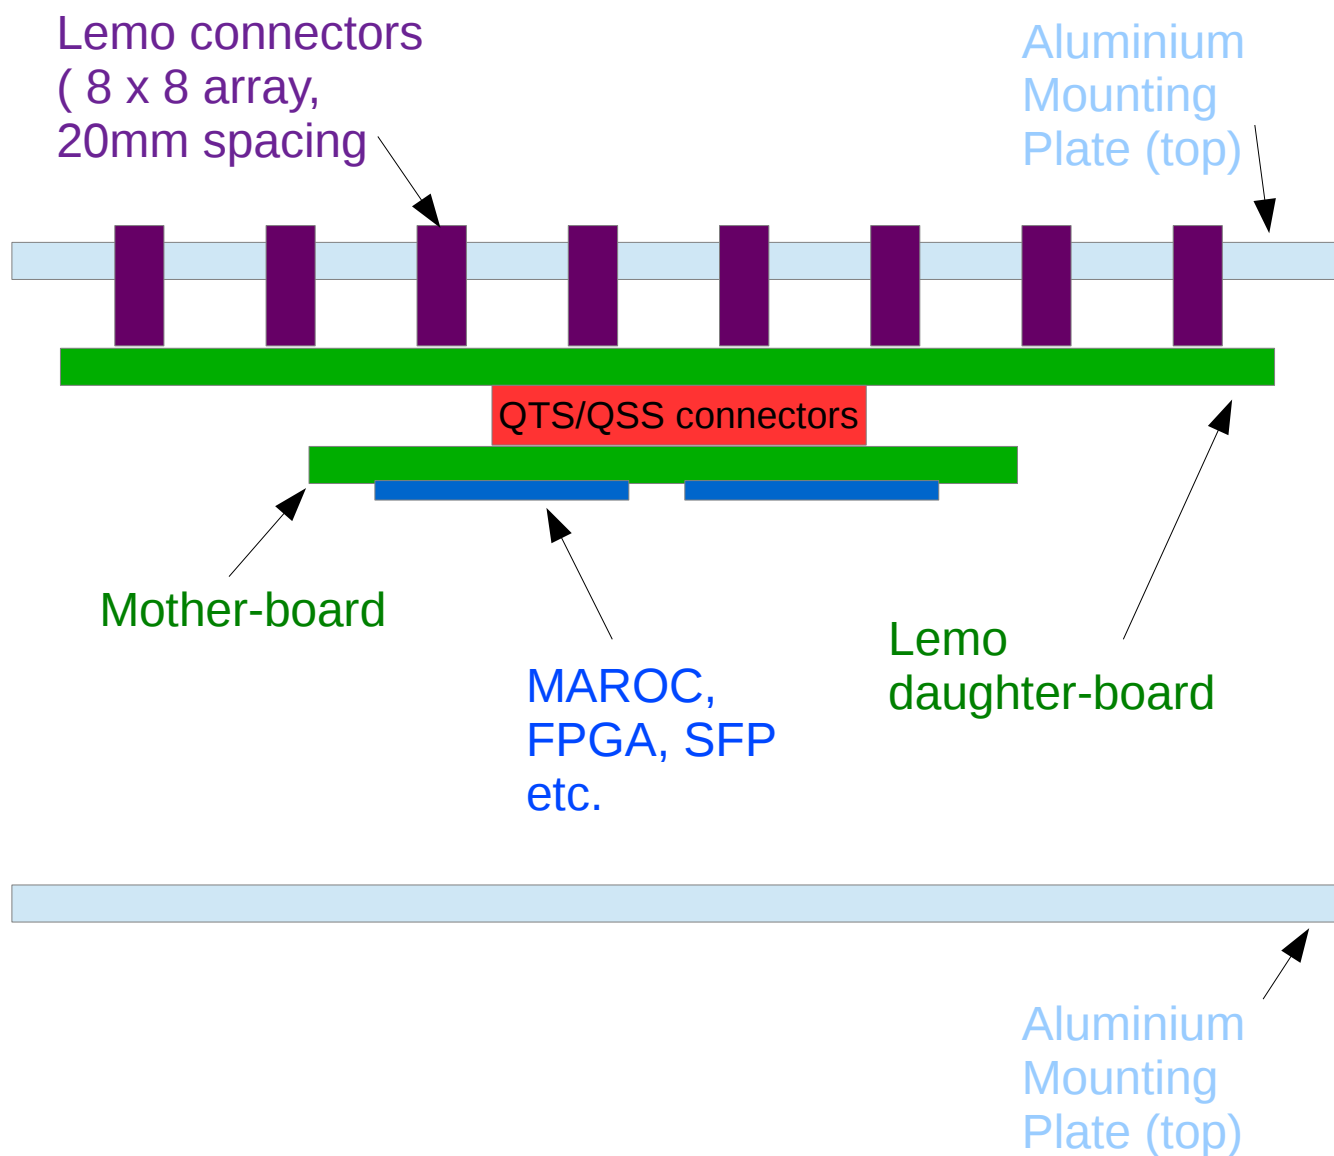 Lemo connectors
( 8 x 8 array,
20mm spacing
Aluminium
Mounting
Plate (top)
QTS/QSS connectors
Mother-board
MAROC,
FPGA, SFP
etc.
Lemo
daughter-board
Aluminium
Mounting
Plate (top)